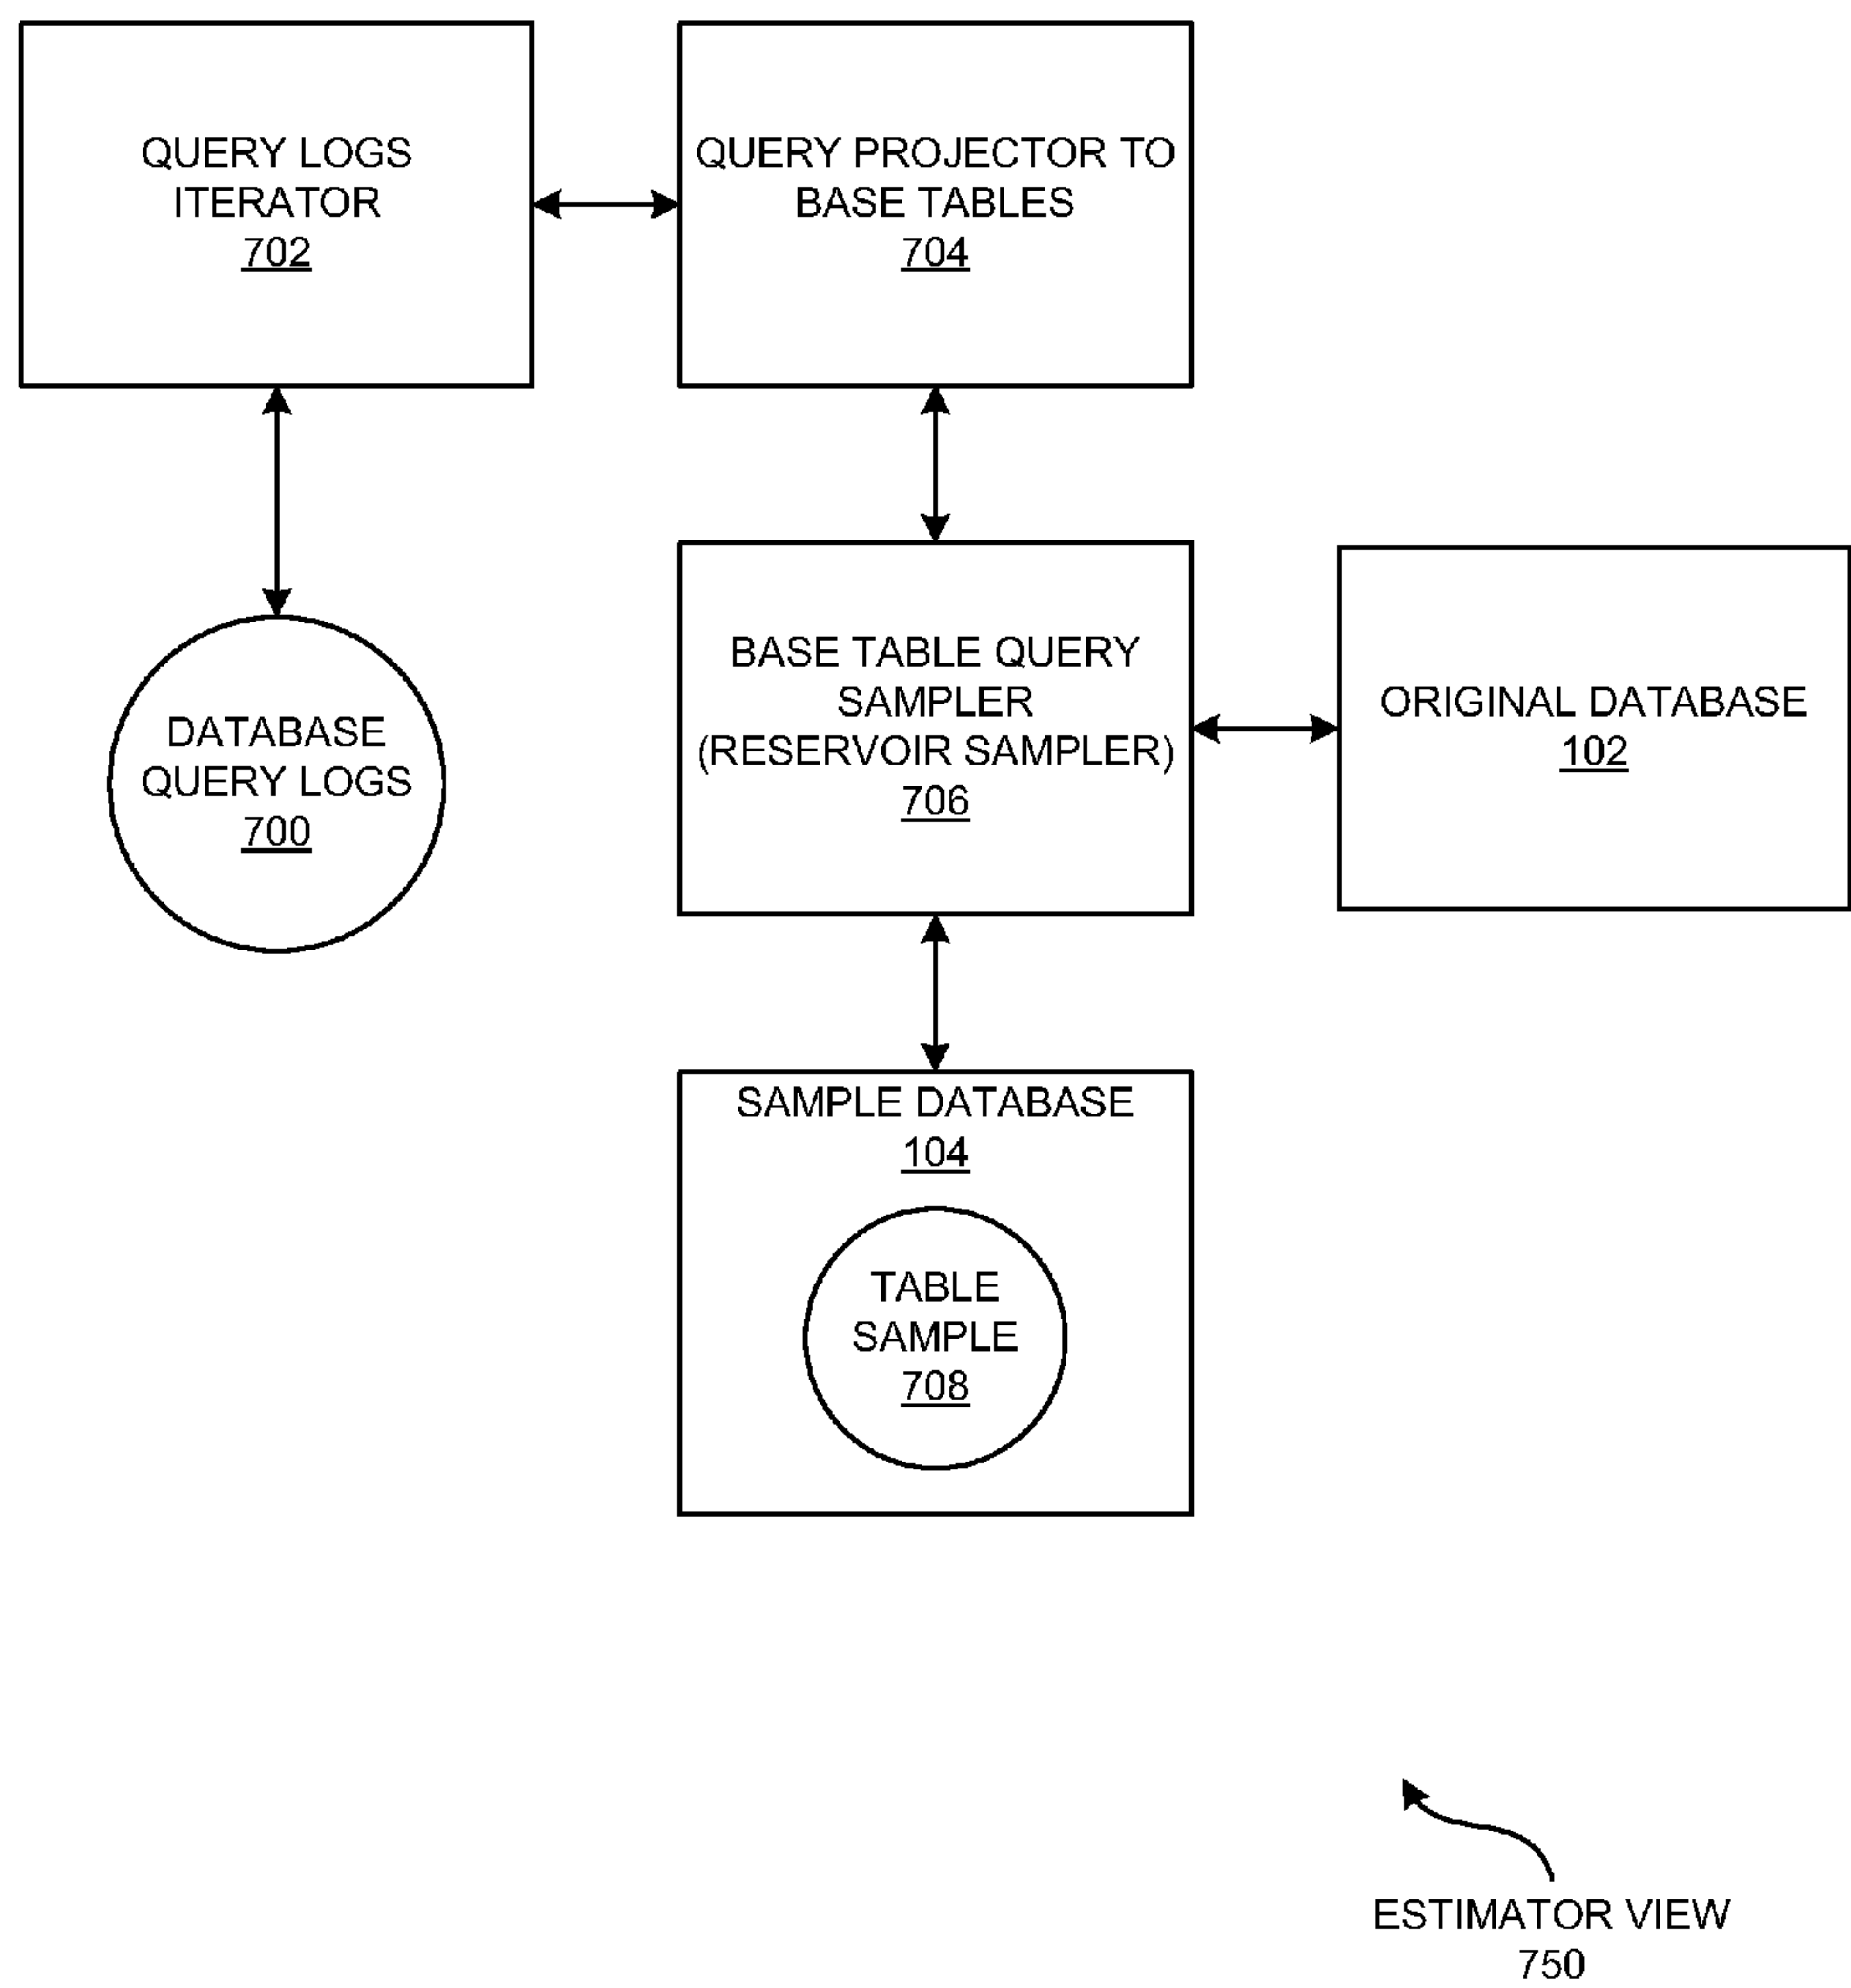 QUERY LOGS
ITERATOR
702
QUERY PROJECTOR TO
BASE TABLES
704
DATABASE
QUERY LOGS
700
BASE TABLE QUERY
SAMPLER
(RESERVOIR SAMPLER)
706
ORIGINAL DATABASE
102
SAMPLE DATABASE
104
TABLE
SAMPLE
708
ESTIMATOR VIEW
750